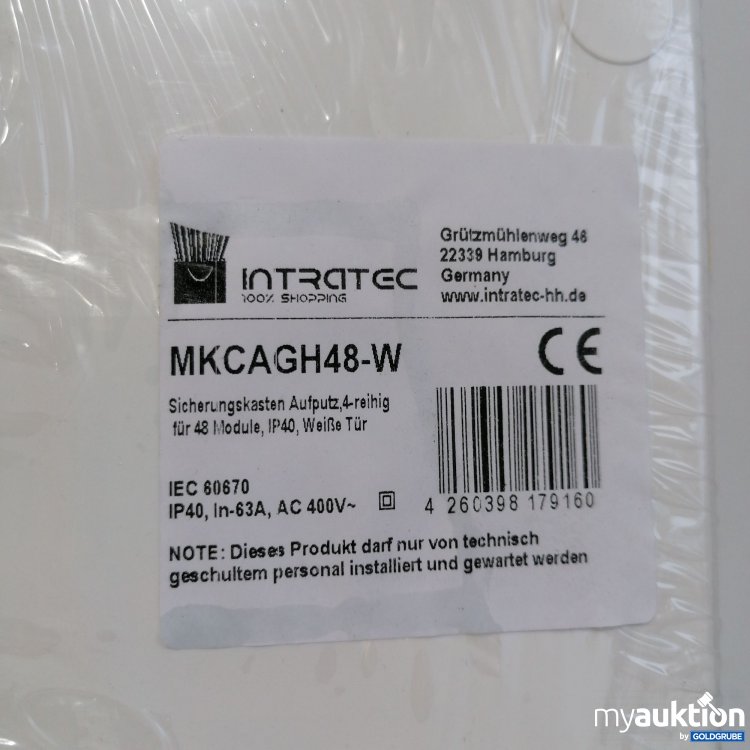 INTRATEC
100% SHOPPING
Grützmühlenweg 46
22339 Hamburg
Germany
www.intratec-hh.de
MKCAGH48-W
CE
Sicherungskasten Aufputz,4-reihig
für 48 Module, IP40, Weiße Tür
IEC 60670
IP40, In-63A, AC 400V~
4 260398 179160
NOTE: Dieses Produkt darf nur von technisch
geschultem personal installiert und gewartet werden
myauktion
by GOLDGRUBE